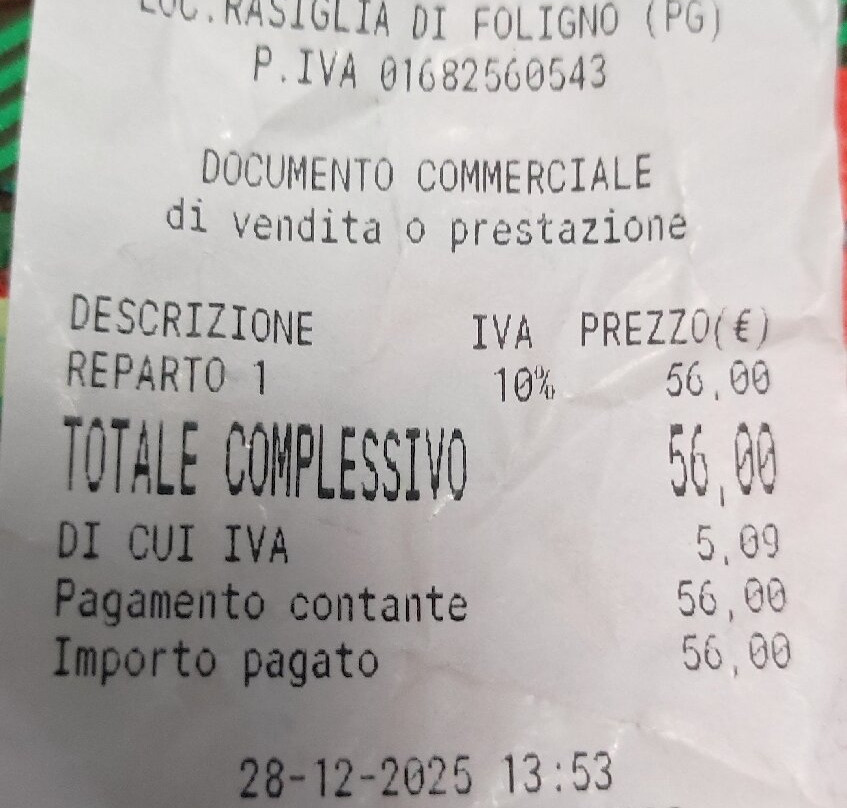 LOC.RASIGLIA DI FOLIGNO (PG)
P.IVA 01682560543
DOCUMENTO COMMERCIALE
di vendita o prestazione
DESCRIZIONE IVA PREZZO(€)
REPARTO 1 10% 56,00
TOTALE COMPLESSIVO 56,00
DI CUI IVA 5,09
Pagamento contante 56,00
Importo pagato 56,00
28-12-2025 13:53